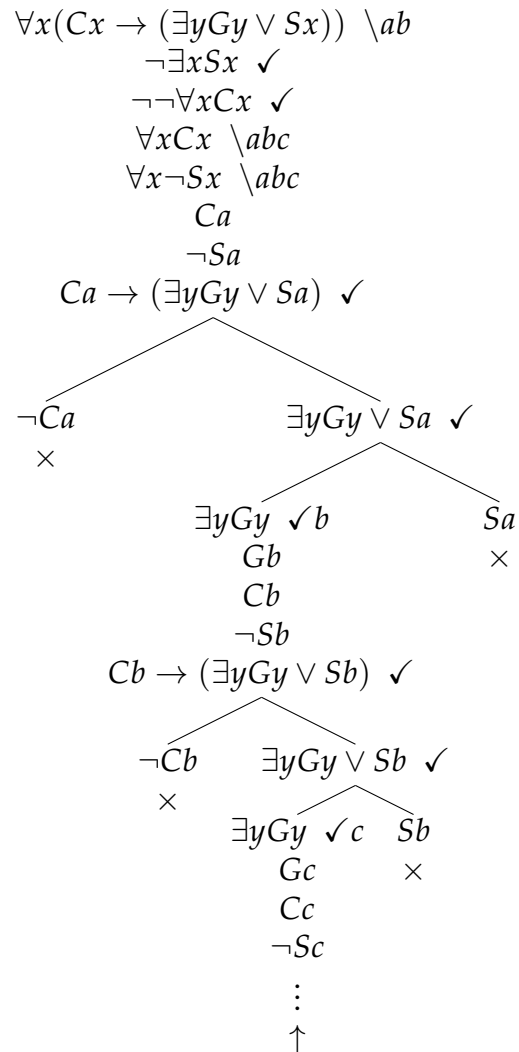 ∀x(Cx → (∃yGy ∨ Sx)) \ab
¬∃xSx ✓
¬¬∀xCx ✓
∀xCx \abc
∀x¬Sx \abc
Ca
¬Sa
Ca → (∃yGy ∨ Sa) ✓
¬Ca ∃yGy ∨ Sa ✓
×
∃yGy ✓b Sa
Gb ×
Cb
¬Sb
Cb → (∃yGy ∨ Sb) ✓
¬Cb ∃yGy ∨ Sb ✓
×
∃yGy ✓c Sb
Gc ×
Cc
¬Sc
⋮
↑